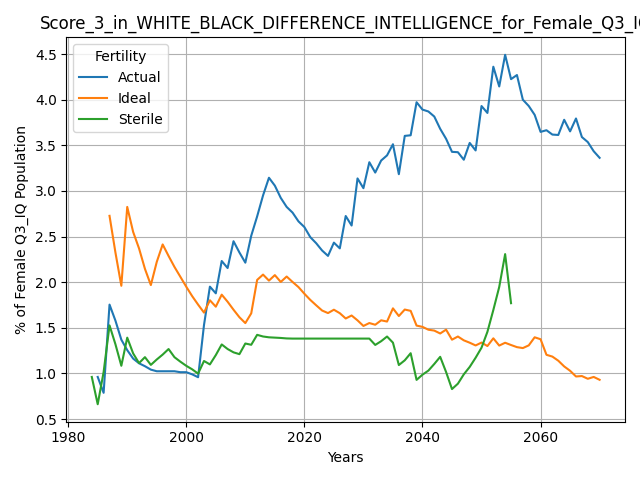 Score_3_in_WHITE_BLACK_DIFFERENCE_INTELLIGENCE_for_Female_Q3_I
Fertility
Actual
Ideal
Sterile
% of Female Q3_IQ Population
4.5
4.0
3.5
3.0
2.5
2.0
1.5
1.0
0.5
1980
2000
2020
2040
2060
Years